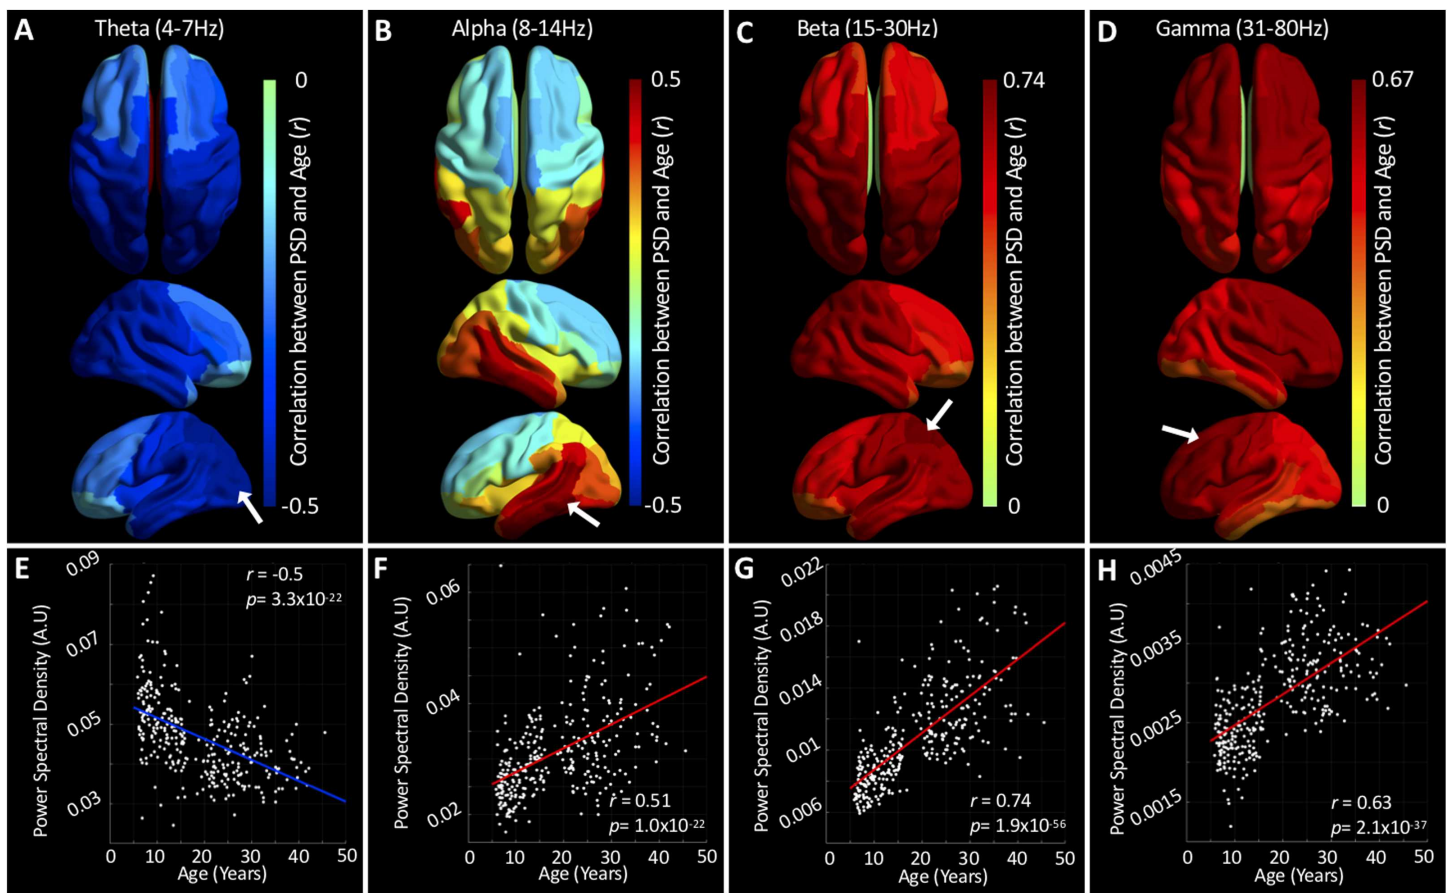 A Theta (4-7Hz)
0
Correlation between PSD and Age (r)
-0.5
B Alpha (8-14Hz)
0.5
Correlation between PSD and Age (r)
-0.5
C Beta (15-30Hz)
0.74
Correlation between PSD and Age (r)
0
D Gamma (31-80Hz)
0.67
Correlation between PSD and Age (r)
0
E
r = -0.5
p= 3.3x10-22
Power Spectral Density (A.U)
0.09
0.07
0.05
0.03
0 10 20 30 40 50
Age (Years)
F
Power Spectral Density (A.U)
0.06
0.04
0.02
r = 0.51
p= 1.0x10-22
0 10 20 30 40 50
Age (Years)
G
Power Spectral Density (A.U)
0.022
0.018
0.014
0.01
0.006
r = 0.74
p= 1.9x10-56
0 10 20 30 40 50
Age (Years)
H
Power Spectral Density (A.U)
0.0045
0.0035
0.0025
0.0015
r = 0.63
p= 2.1x10-37
0 10 20 30 40 50
Age (Years)